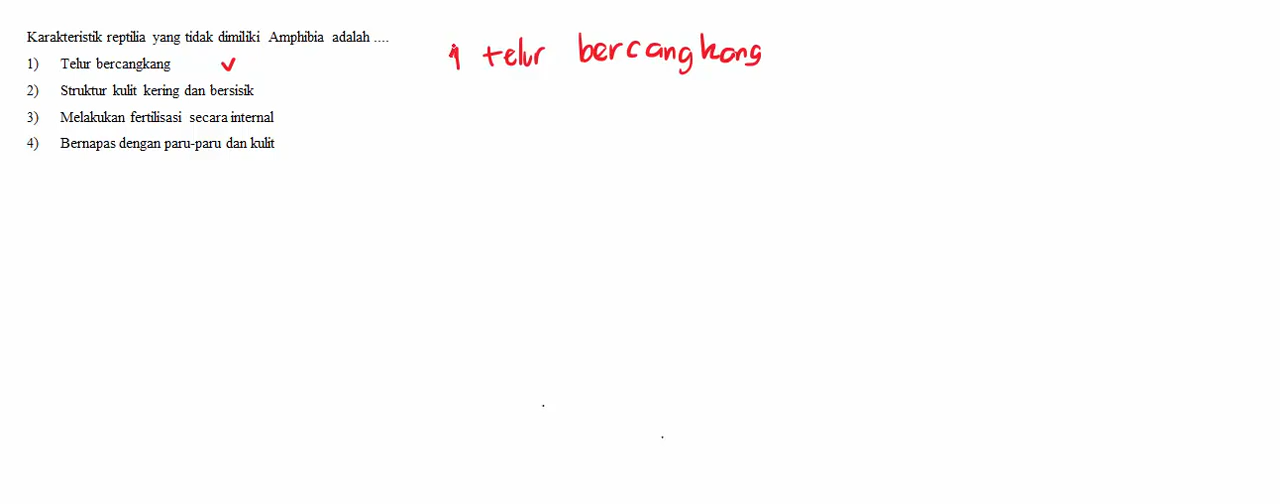 Karakteristik reptilia yang tidak dimiliki Amphibia adalah ....
1) Telur bercangkang
2) Struktur kulit kering dan bersisik
3) Melakukan fertilisasi secara internal
4) Bernapas dengan paru-paru dan kulit
1 telur bercangkang